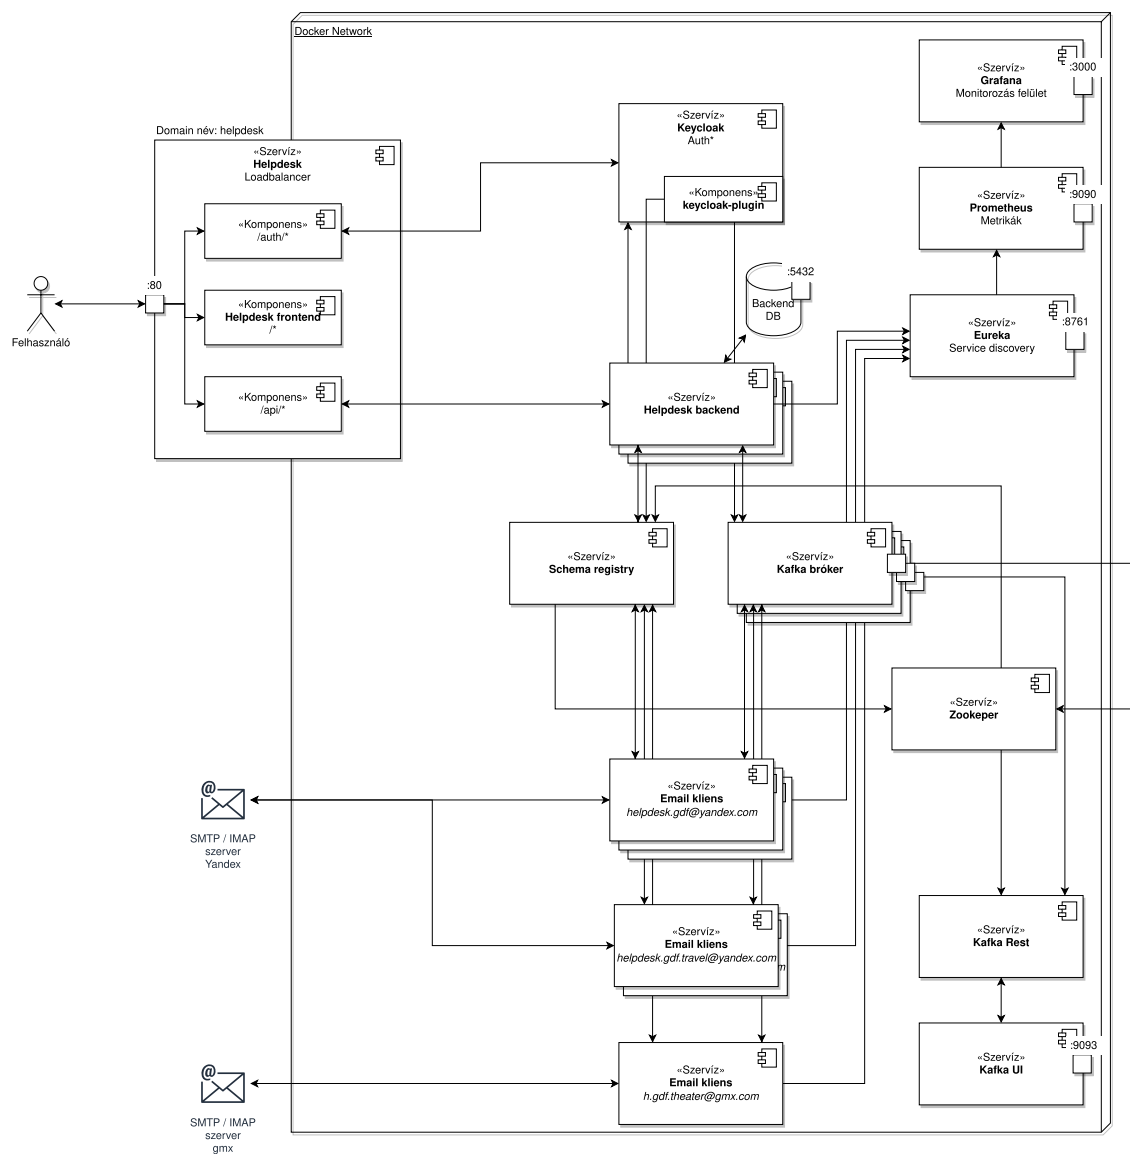 Docker Network
«Szervíz»
Grafana
Monitorozás felület
:3000
Domain név: helpdesk
«Szervíz»
Helpdesk
Loadbalancer
«Szervíz»
Keycloak
Auth*
«Komponens»
keycloak-plugin
«Szervíz»
Prometheus
Metrikák
:9090
«Komponens»
/auth/*
:80
Felhasználó
«Komponens»
Helpdesk frontend
/*
:5432
Backend
DB
«Szervíz»
Eureka
Service discovery
:8761
«Komponens»
/api/*
«Szervíz»
Helpdesk backend
«Szervíz»
Schema registry
«Szervíz»
Kafka bróker
«Szervíz»
Zookeper
SMTP / IMAP
szerver
Yandex
«Szervíz»
Email kliens
helpdesk.gdf@yandex.com
«Szervíz»
Email kliens
helpdesk.gdf.travel@yandex.com
m
«Szervíz»
Kafka Rest
SMTP / IMAP
szerver
gmx
«Szervíz»
Email kliens
h.gdf.theater@gmx.com
«Szervíz»
Kafka UI
:9093